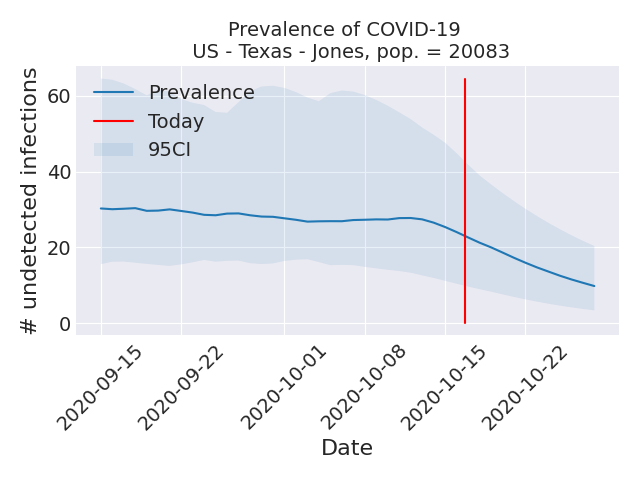 Prevalence of COVID-19
US - Texas - Jones, pop. = 20083
# undetected infections
60
40
20
0
Prevalence
Today
95CI
2020-09-15
2020-09-22
2020-10-01
2020-10-08
2020-10-15
2020-10-22
Date